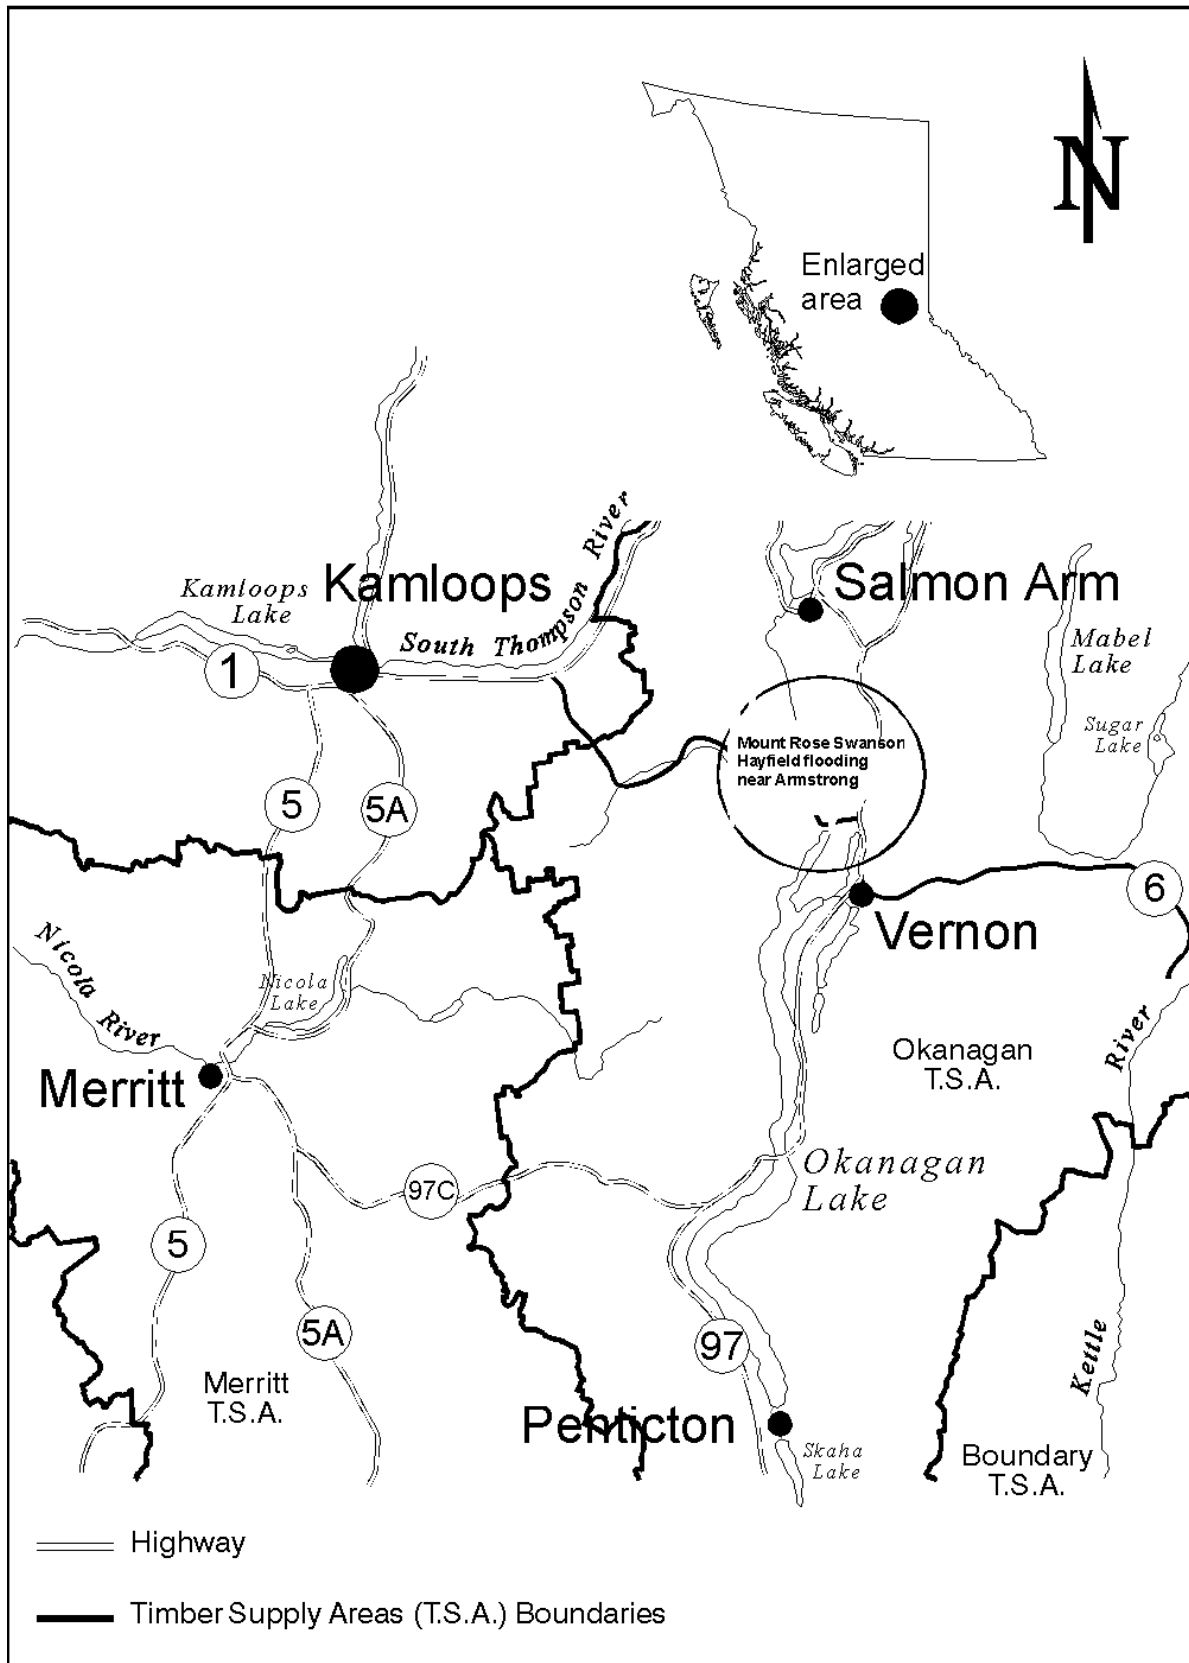 N
Enlarged
area
Kamloops
Lake
Kamloops
South Thompson River
Salmon Arm
Mabel
Lake
Sugar
Lake
1
Mount Rose Swanson
Hayfield flooding
near Armstrong
5
5A
6
Vernon
Nicola River
Nicola
Lake
Okanagan
T.S.A.
Merritt
Okanagan
Lake
97C
5
5A
97
Kettle River
Merritt
T.S.A.
Penticton
Skaha
Lake
Boundary
T.S.A.
Highway
Timber Supply Areas (T.S.A.) Boundaries